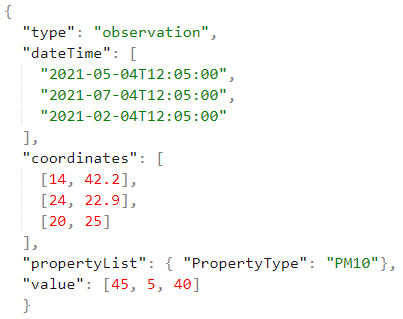 {
"type": "observation",
"dateTime": [
"2021-05-04T12:05:00",
"2021-07-04T12:05:00",
"2021-02-04T12:05:00"
],
"coordinates": [
[14, 42.2],
[24, 22.9],
[20, 25]
],
"propertyList": { "PropertyType": "PM10"},
"value": [45, 5, 40]
}